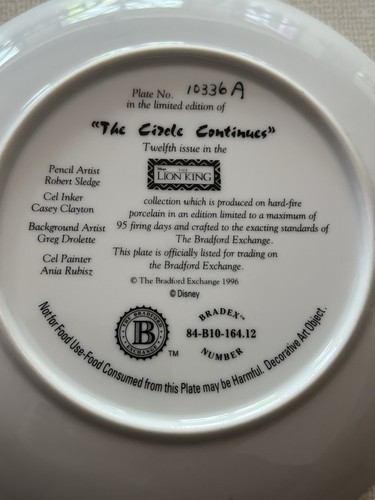 Plate No. 10336A
in the limited edition of
"The Circle Continues"
Twelfth issue in the
Disney's THE
LION KING
Pencil Artist
Robert Sledge
Cel Inker
Casey Clayton
Background Artist
Greg Drolette
Cel Painter
Ania Rubisz
collection which is produced on hard-fire
porcelain in an edition limited to a maximum of
95 firing days and crafted to the exacting standards of
The Bradford Exchange.
This plate is officially listed for trading on
the Bradford Exchange.
© The Bradford Exchange 1996
© Disney
THE BRADFORD
B
EXCHANGE
TM
BRADEX™
84-B10-164.12
NUMBER
Not for Food Use-Food Consumed from this Plate may be Harmful. Decorative Art Object.